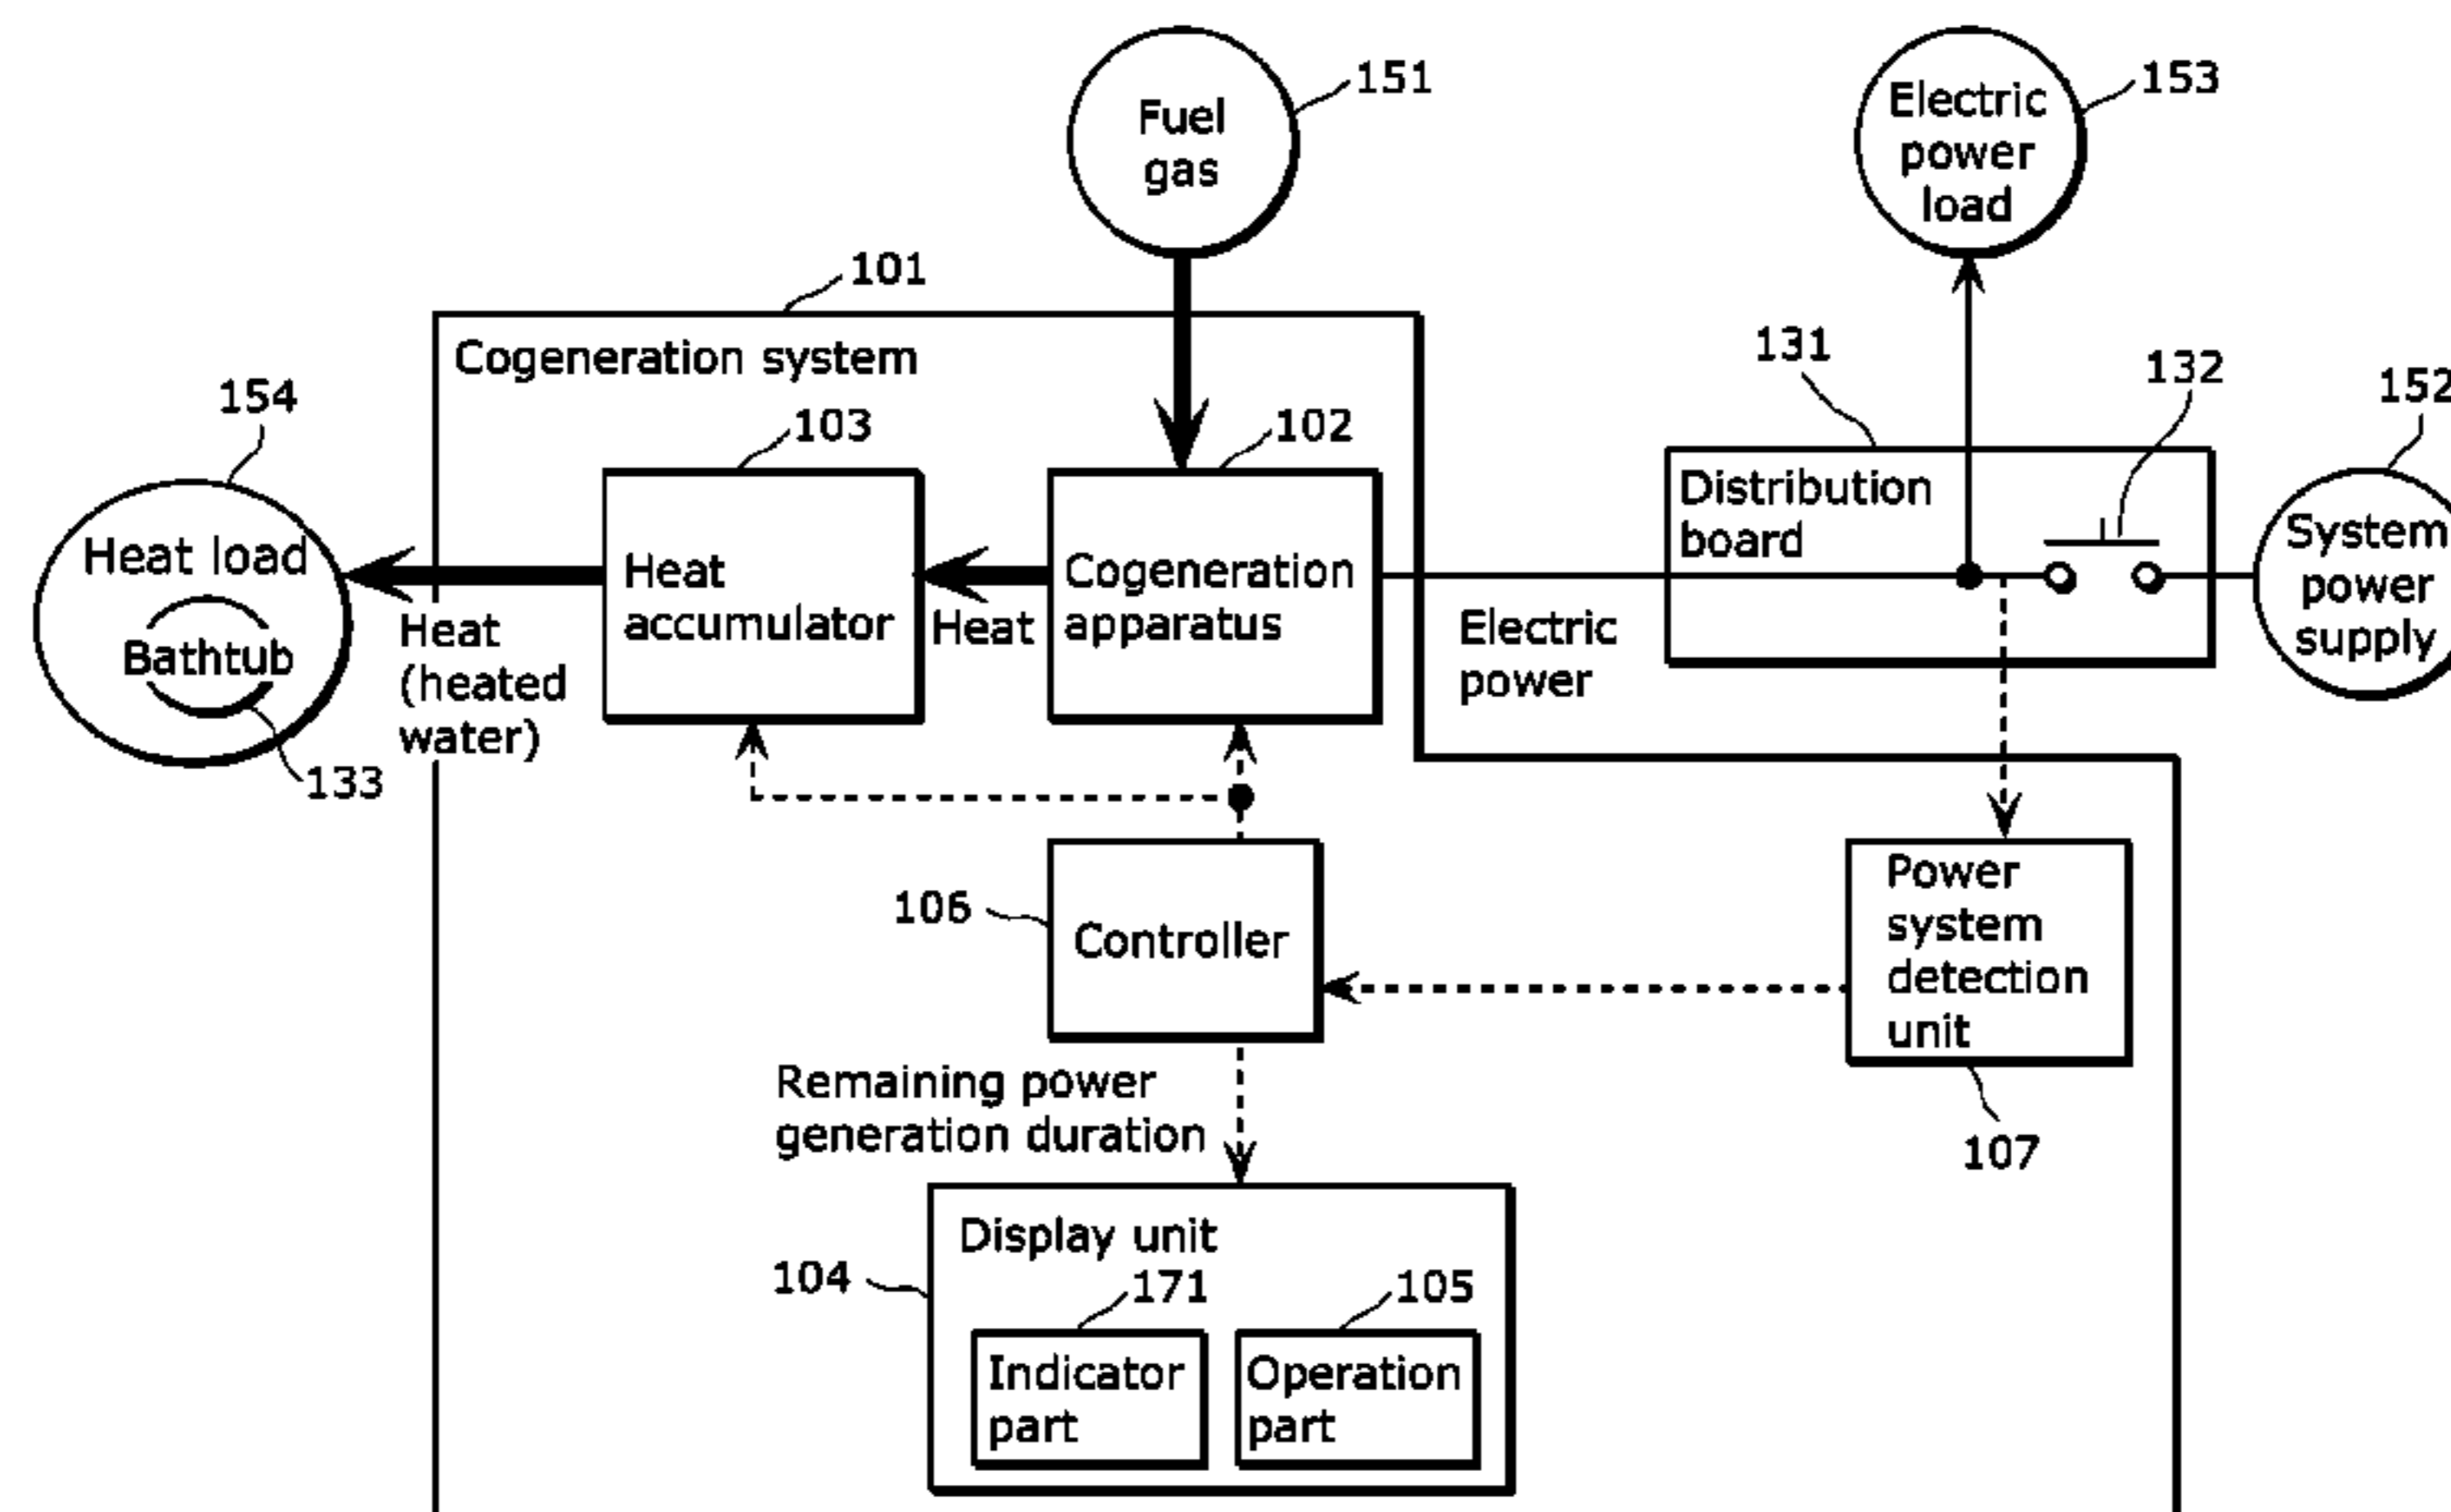 151
Fuel
gas
153
Electric
power
load
101
Cogeneration system
131
132
152
154
103
102
Distribution
board
System
power
supply
Heat load
Bathtub
133
Heat
(heated
water)
Heat
accumulator
Heat
Cogeneration
apparatus
Electric
power
106
Controller
Power
system
detection
unit
107
Remaining power
generation duration
Display unit
104
171
105
Indicator
part
Operation
part